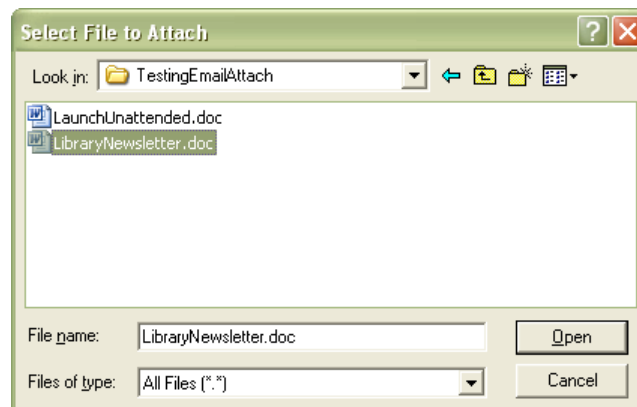 Select File to Attach
Look in: TestingEmailAttach
LaunchUnattended.doc
LibraryNewsletter.doc
File name: LibraryNewsletter.doc Open
Files of type: All Files (*.*) Cancel